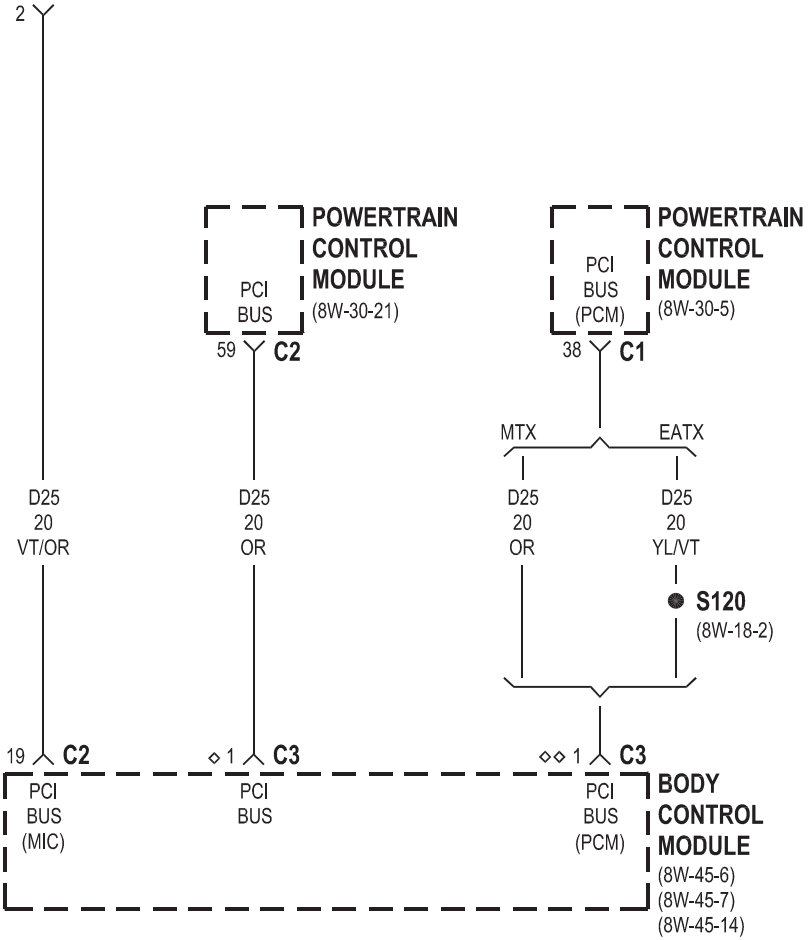 2
POWERTRAIN
CONTROL
MODULE
(8W-30-21)
PCI
BUS
59
C2
POWERTRAIN
CONTROL
MODULE
(8W-30-5)
PCI
BUS
(PCM)
38
C1
MTX
EATX
D25
20
VT/OR
D25
20
OR
D25
20
OR
D25
20
YL/VT
S120
(8W-18-2)
19
C2
◇ 1
C3
◇◇ 1
C3
PCI
BUS
(MIC)
PCI
BUS
PCI
BUS
(PCM)
BODY
CONTROL
MODULE
(8W-45-6)
(8W-45-7)
(8W-45-14)